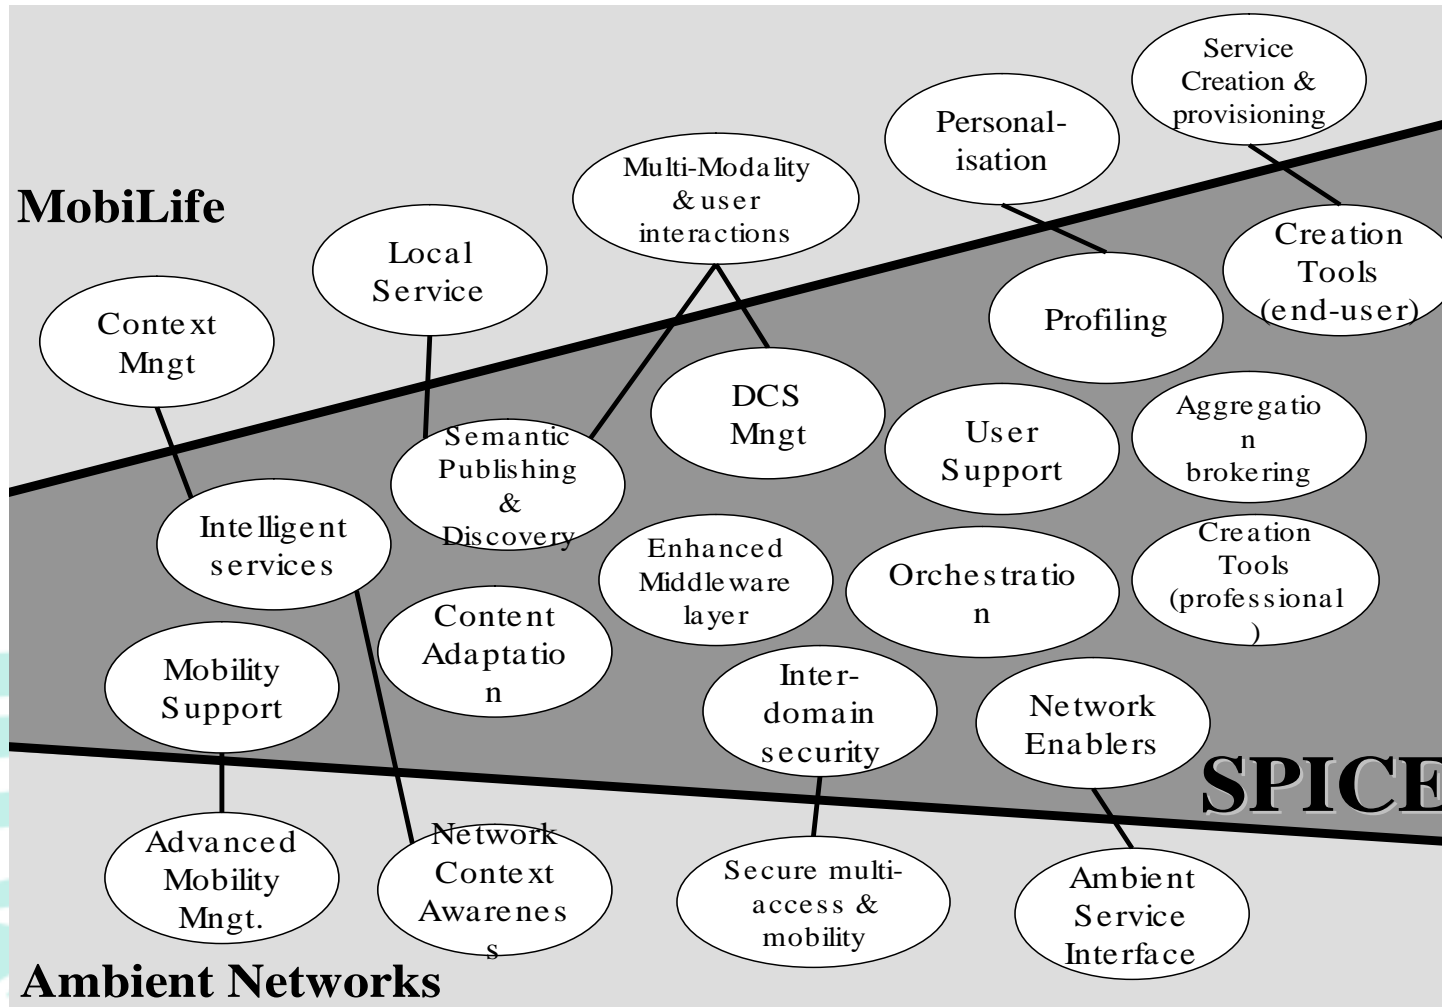 Service
Creation &
provisioning
Personal-
isation
Multi-Modality
& user
interactions
MobiLife
Local
Service
Creation
Tools
(end-user)
Context
Mngt
Profiling
DCS
Mngt
User
Support
Aggregatio
n
brokering
Semantic
Publishing
&
Discovery
Intelligent
services
Enhanced
Middleware
layer
Orchestratio
n
Creation
Tools
(professional
)
Content
Adaptatio
n
Mobility
Support
Inter-
domain
security
Network
Enablers
SPICE
Advanced
Mobility
Mngt.
Network
Context
Awarenes
s
Secure multi-
access &
mobility
Ambient
Service
Interface
Ambient Networks